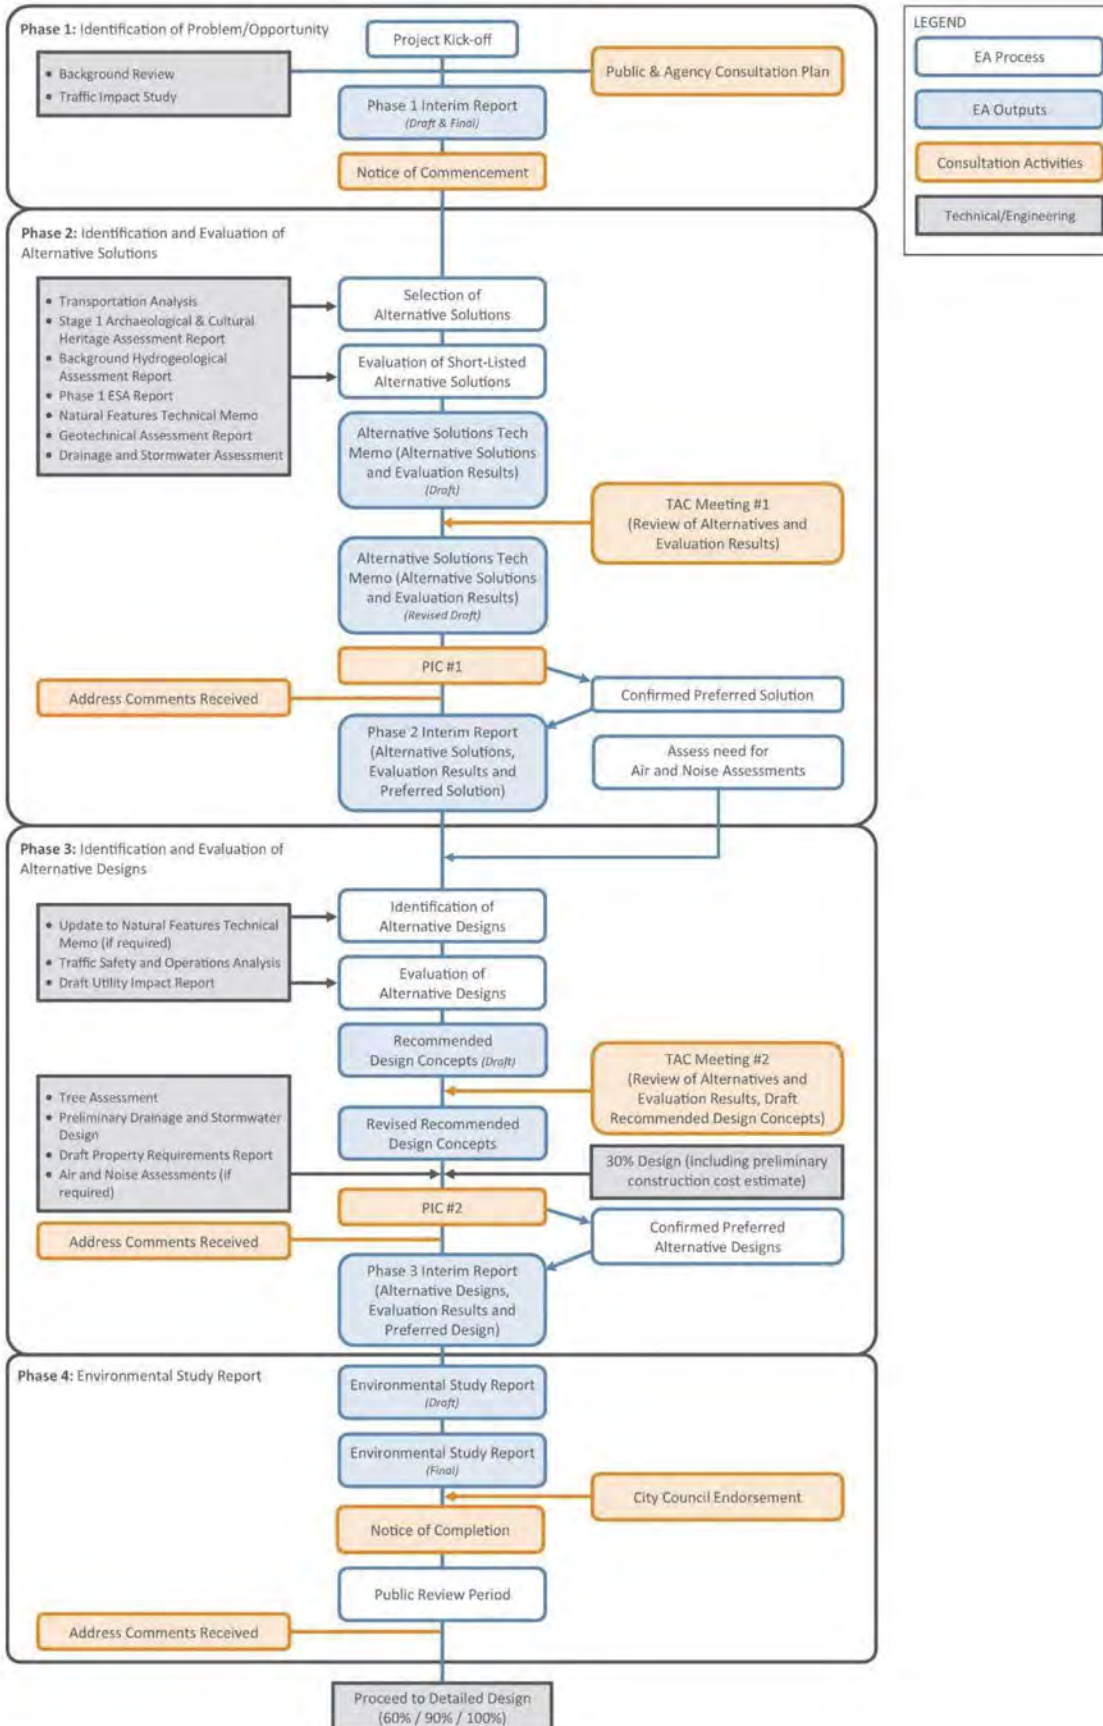 Phase 1: Identification of Problem/Opportunity
Project Kick-off
• Background Review
• Traffic Impact Study
Public & Agency Consultation Plan
Phase 1 Interim Report
(Draft & Final)
Notice of Commencement
LEGEND
EA Process
EA Outputs
Consultation Activities
Technical/Engineering
Phase 2: Identification and Evaluation of
Alternative Solutions
• Transportation Analysis
• Stage 1 Archaeological & Cultural
Heritage Assessment Report
• Background Hydrogeological
Assessment Report
• Phase 1 ESA Report
• Natural Features Technical Memo
• Geotechnical Assessment Report
• Drainage and Stormwater Assessment
Selection of
Alternative Solutions
Evaluation of Short-Listed
Alternative Solutions
Alternative Solutions Tech
Memo (Alternative Solutions
and Evaluation Results)
(Draft)
TAC Meeting #1
(Review of Alternatives and
Evaluation Results)
Alternative Solutions Tech
Memo (Alternative Solutions
and Evaluation Results)
(Revised Draft)
PIC #1
Address Comments Received
Confirmed Preferred Solution
Phase 2 Interim Report
(Alternative Solutions,
Evaluation Results and
Preferred Solution)
Assess need for
Air and Noise Assessments
Phase 3: Identification and Evaluation of
Alternative Designs
• Update to Natural Features Technical
Memo (if required)
• Traffic Safety and Operations Analysis
• Draft Utility Impact Report
Identification of
Alternative Designs
Evaluation of
Alternative Designs
Recommended
Design Concepts (Draft)
TAC Meeting #2
(Review of Alternatives and
Evaluation Results, Draft
Recommended Design Concepts)
• Tree Assessment
• Preliminary Drainage and Stormwater
Design
• Draft Property Requirements Report
• Air and Noise Assessments (if
required)
Revised Recommended
Design Concepts
30% Design (including preliminary
construction cost estimate)
PIC #2
Address Comments Received
Confirmed Preferred
Alternative Designs
Phase 3 Interim Report
(Alternative Designs,
Evaluation Results and
Preferred Design)
Phase 4: Environmental Study Report
Environmental Study Report
(Draft)
Environmental Study Report
(Final)
City Council Endorsement
Notice of Completion
Public Review Period
Address Comments Received
Proceed to Detailed Design
(60% / 90% / 100%)